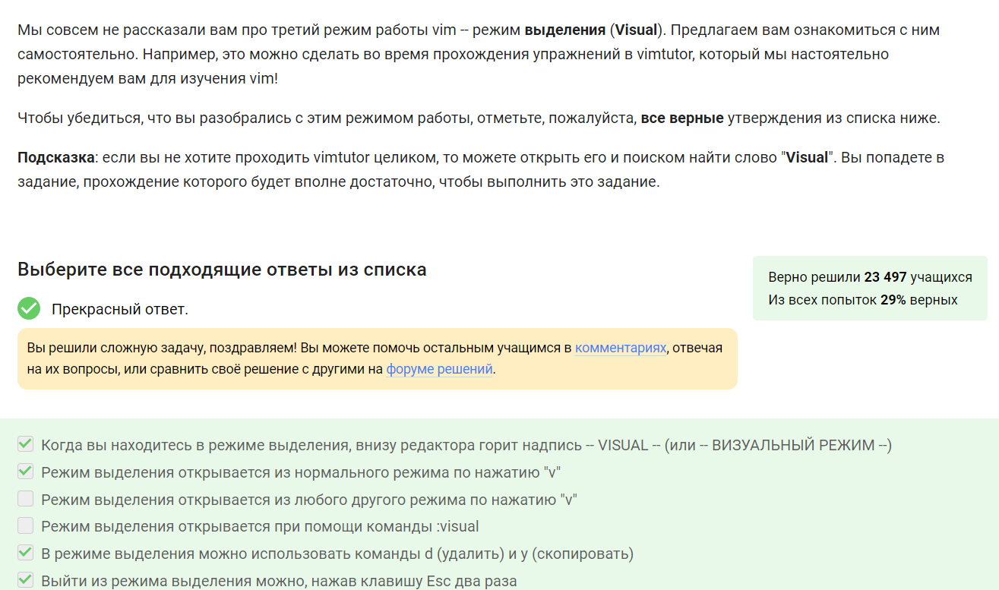 Мы совсем не рассказали вам про третий режим работы vim -- режим выделения (Visual). Предлагаем вам ознакомиться с ним
самостоятельно. Например, это можно сделать во время прохождения упражнений в vimtutor, который мы настоятельно
рекомендуем вам для изучения vim!
Чтобы убедиться, что вы разобрались с этим режимом работы, отметьте, пожалуйста, все верные утверждения из списка ниже.
Подсказка: если вы не хотите проходить vimtutor целиком, то можете открыть его и поиском найти слово "Visual". Вы попадете в
задание, прохождение которого будет вполне достаточно, чтобы выполнить это задание.
Выберите все подходящие ответы из списка
Верно решили 23 497 учащихся
Из всех попыток 29% верных
Прекрасный ответ.
Вы решили сложную задачу, поздравляем! Вы можете помочь остальным учащимся в комментариях, отвечая
на их вопросы, или сравнить своё решение с другими на форуме решений.
Когда вы находитесь в режиме выделения, внизу редактора горит надпись -- VISUAL -- (или -- ВИЗУАЛЬНЫЙ РЕЖИМ --)
Режим выделения открывается из нормального режима по нажатию "v"
Режим выделения открывается из любого другого режима по нажатию "v"
Режим выделения открывается при помощи команды :visual
В режиме выделения можно использовать команды d (удалить) и y (скопировать)
Выйти из режима выделения можно, нажав клавишу Esc два раза